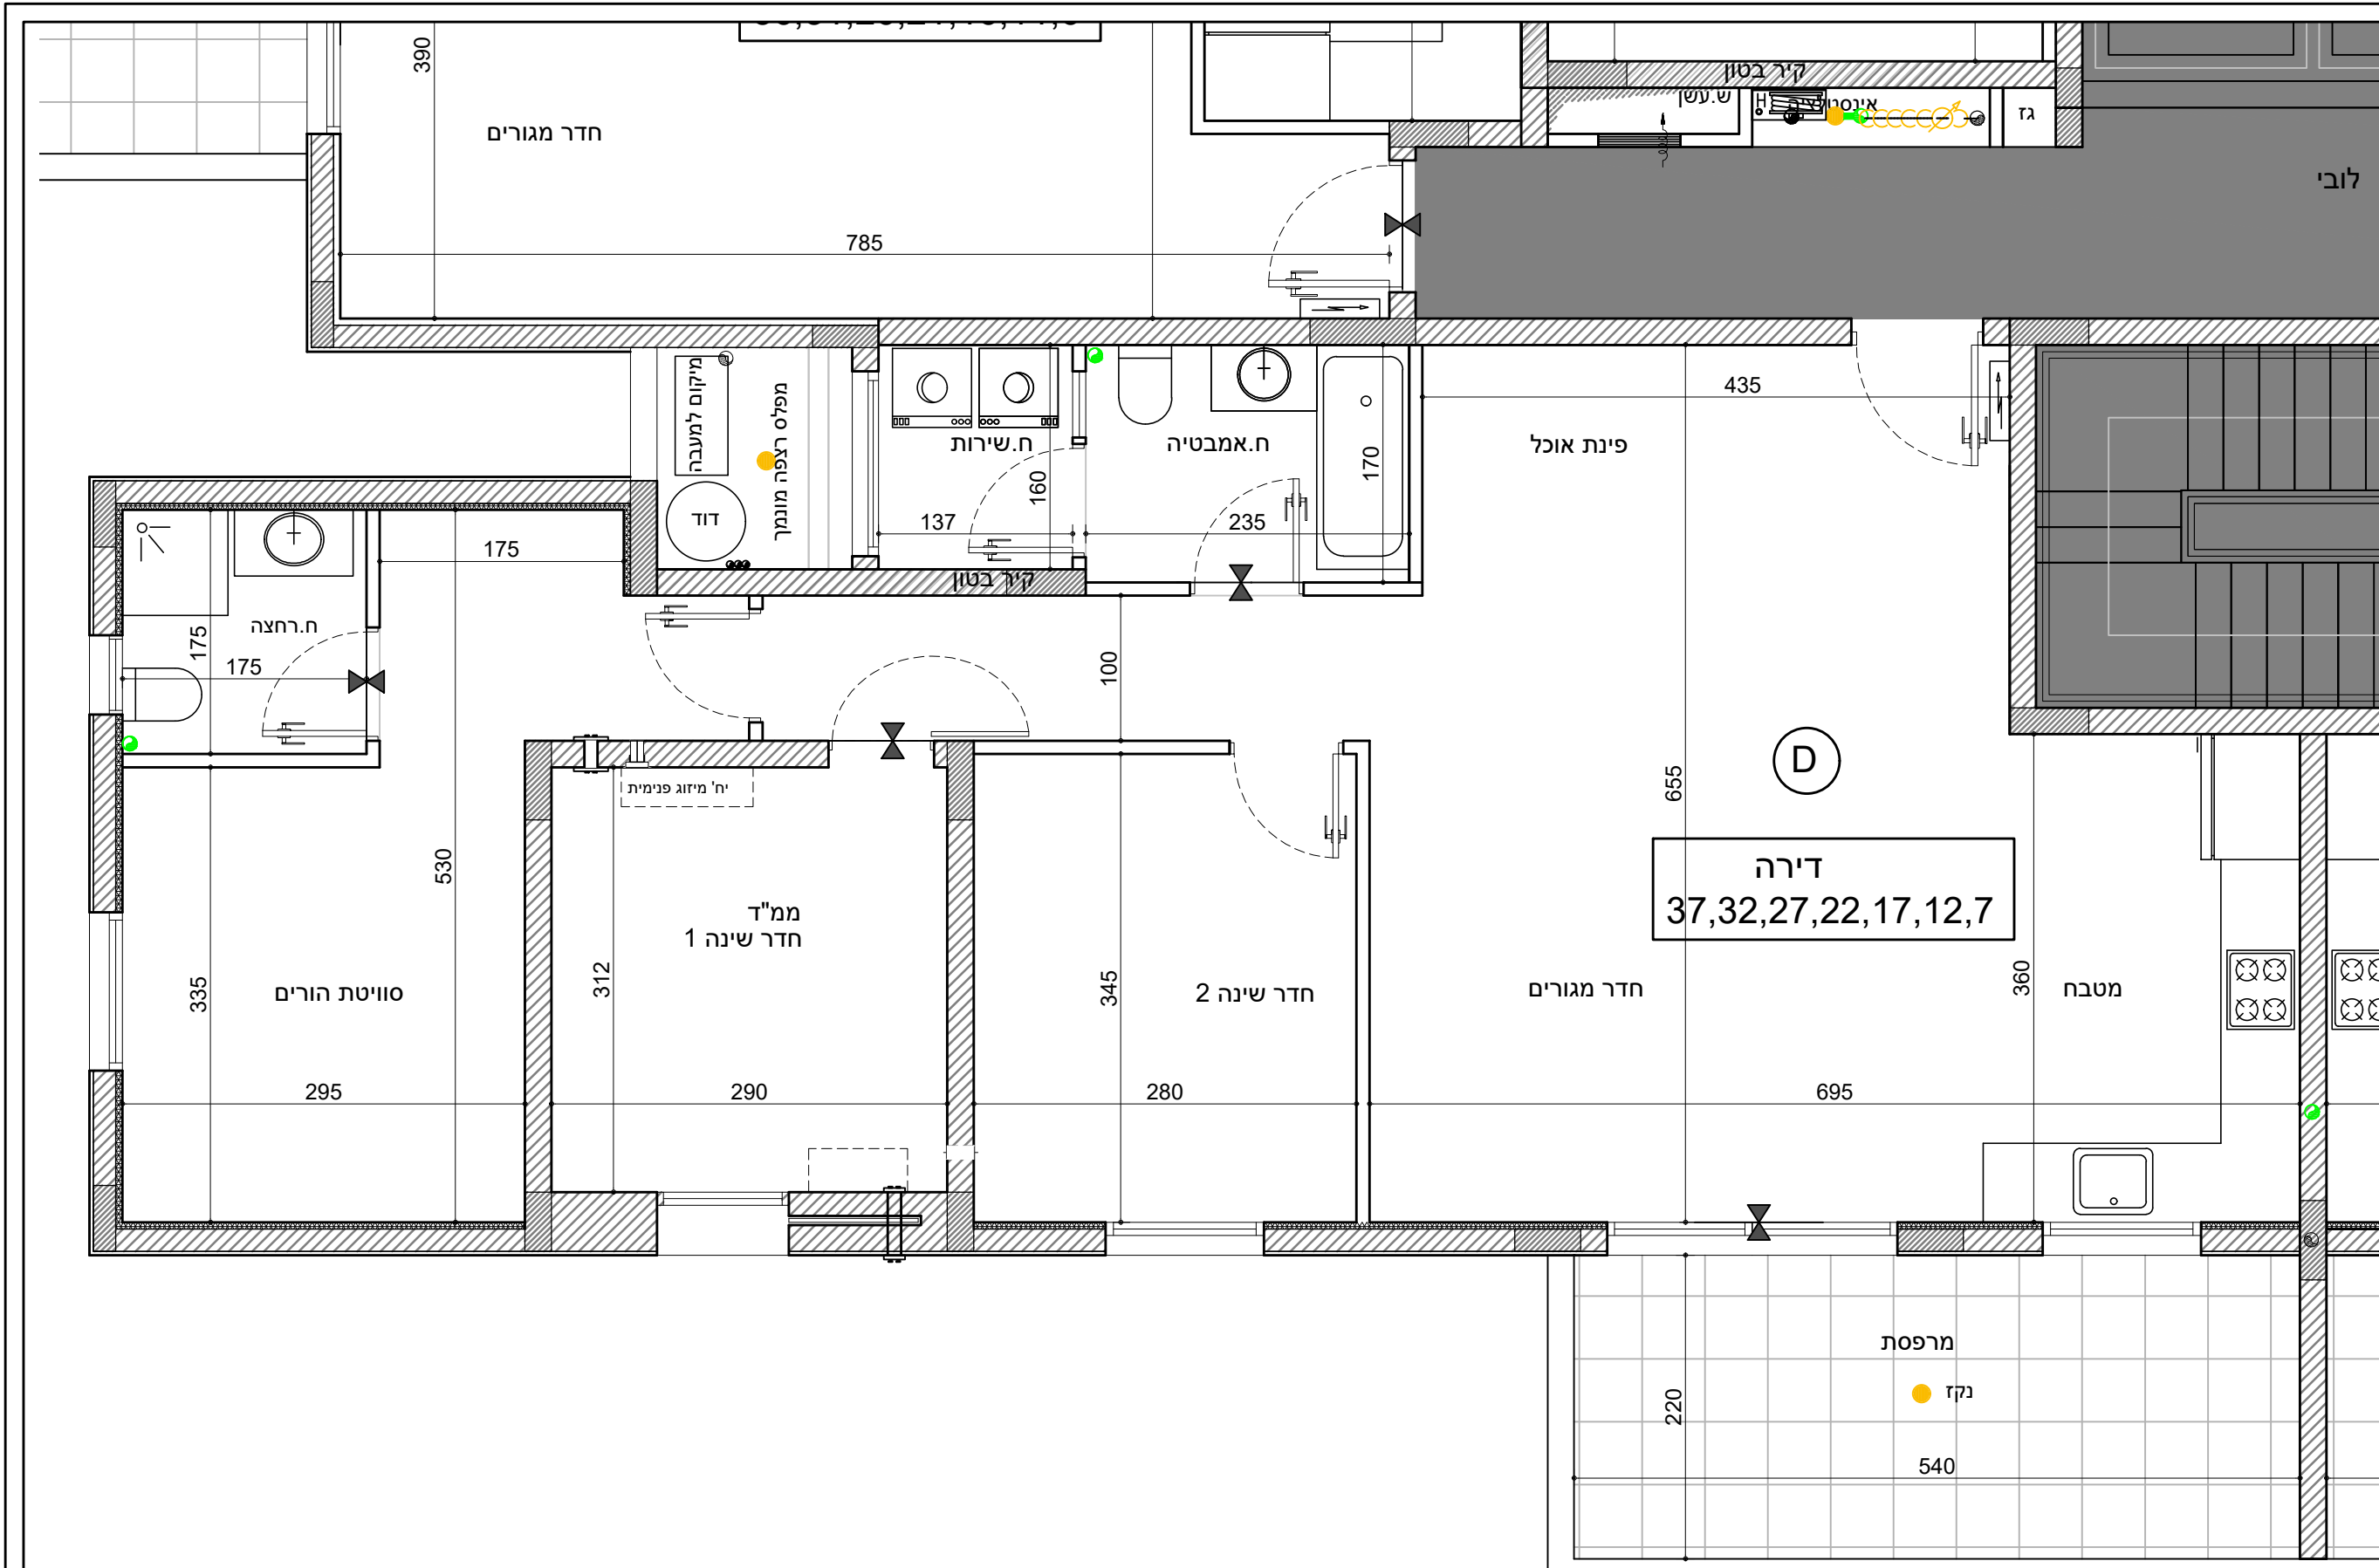 390
חדר מגורים
785
קיר בטון
ש.עשן
H
אינסטלציה
גז
לובי
מיקום למעבה
מפלס רצפה מונמך
דוד
ח.שירות
160
137
ח.אמבטיה
235
170
פינת אוכל
435
קיר בטון
175
ח.רחצה
175
175
100
יח' מיזוג פנימית
530
335
סוויטת הורים
295
ממ"ד
חדר שינה 1
312
290
345
חדר שינה 2
280
655
D
דירה
37,32,27,22,17,12,7
חדר מגורים
360
מטבח
695
מרפסת
נקז
220
540